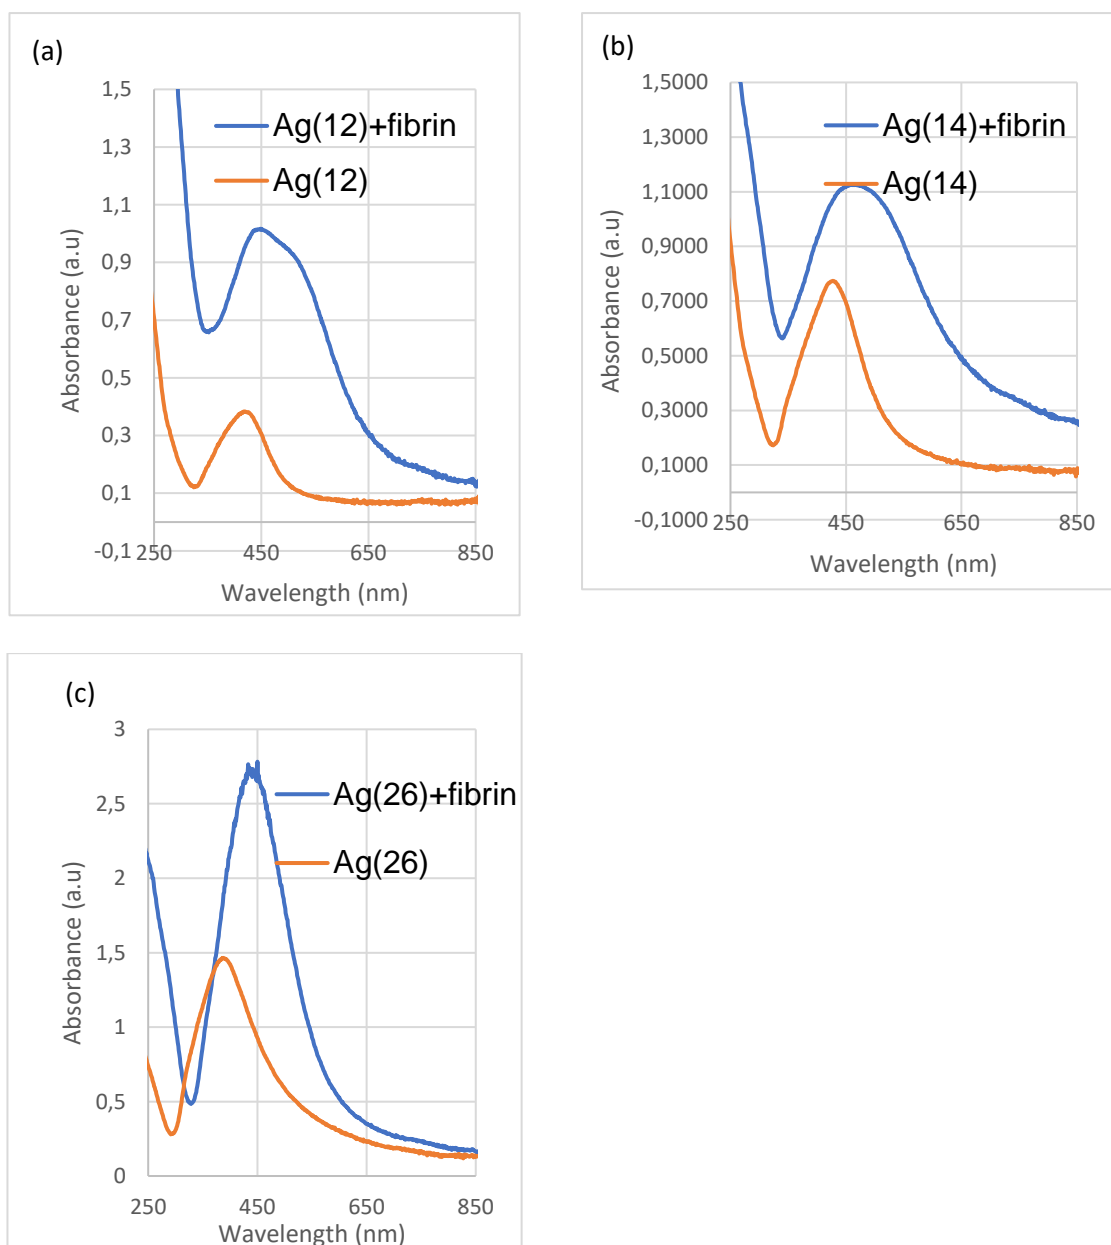 (a)
1,5
1,3
1,1
0,9
0,7
0,5
0,3
0,1
-0,1
Absorbance (a.u)
Ag(12)+fibrin
Ag(12)
250 450 650 850
Wavelength (nm)
(b)
1,5000
1,3000
1,1000
0,9000
0,7000
0,5000
0,3000
0,1000
-0,1000
Absorbance (a.u)
Ag(14)+fibrin
Ag(14)
250 450 650 850
Wavelength (nm)
(c)
3
2,5
2
1,5
1
0,5
0
Absorbance (a.u)
Ag(26)+fibrin
Ag(26)
250 450 650 850
Wavelength (nm)